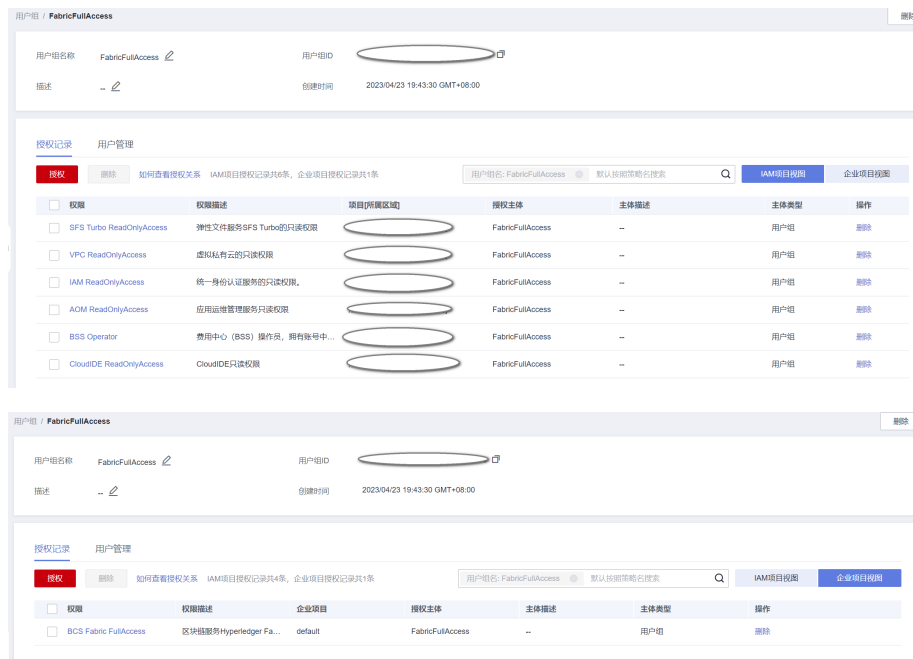 用户组 / FabricFullAccess
用户组名称 FabricFullAccess 用户组ID
描述 -- 创建时间 2023/04/23 19:43:30 GMT+08:00
授权记录 用户管理
授权 删除 如何查看授权关系 IAM项目授权记录共6条，企业项目授权记录共1条 用户组名: FabricFullAccess 默认按照策略名搜索 IAM项目视图 企业项目视图
权限 权限描述 项目[所属区域] 授权主体 主体描述 主体类型 操作
SFS Turbo ReadOnlyAccess 弹性文件服务SFS Turbo的只读权限 FabricFullAccess -- 用户组 删除
VPC ReadOnlyAccess 虚拟私有云的只读权限 FabricFullAccess -- 用户组 删除
IAM ReadOnlyAccess 统一身份认证服务的只读权限。 FabricFullAccess -- 用户组 删除
AOM ReadOnlyAccess 应用运维管理服务只读权限 FabricFullAccess -- 用户组 删除
BSS Operator 费用中心（BSS）操作员，拥有账号中... FabricFullAccess -- 用户组 删除
CloudIDE ReadOnlyAccess CloudIDE只读权限 FabricFullAccess -- 用户组 删除
用户组 / FabricFullAccess 删除
用户组名称 FabricFullAccess 用户组ID
描述 -- 创建时间 2023/04/23 19:43:30 GMT+08:00
授权记录 用户管理
授权 删除 如何查看授权关系 IAM项目授权记录共4条，企业项目授权记录共1条 用户组名: FabricFullAccess 默认按照策略名搜索 IAM项目视图 企业项目视图
权限 权限描述 企业项目 授权主体 主体描述 主体类型 操作
BCS Fabric FullAccess 区块链服务Hyperledger Fa... default FabricFullAccess -- 用户组 删除